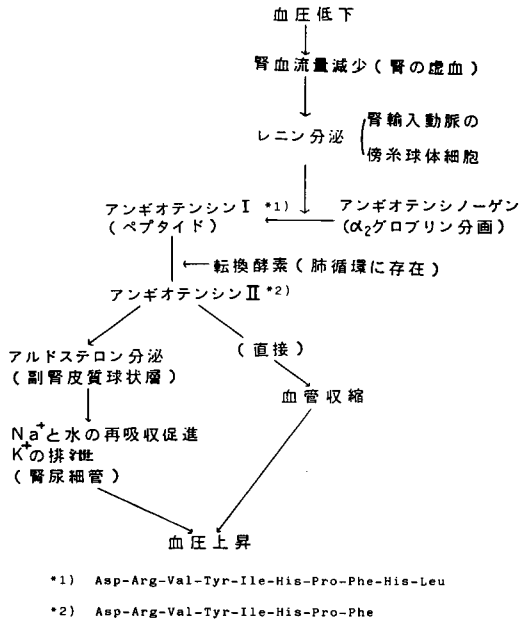 血圧低下
腎血流量減少(腎の虚血)
レニン分泌
腎輸入動脈の
傍糸球体細胞
アンギオテンシンⅠ *1)
(ペプタイド)
アンギオテンシノーゲン
(α2グロブリン分画)
転換酵素(肺循環に存在)
アンギオテンシンⅡ *2)
アルドステロン分泌
(副腎皮質球状層)
(直接)
血管収縮
Na+と水の再吸収促進
K+の排泄
(腎尿細管)
血圧上昇
*1) Asp-Arg-Val-Tyr-Ile-His-Pro-Phe-His-Leu
*2) Asp-Arg-Val-Tyr-Ile-His-Pro-Phe